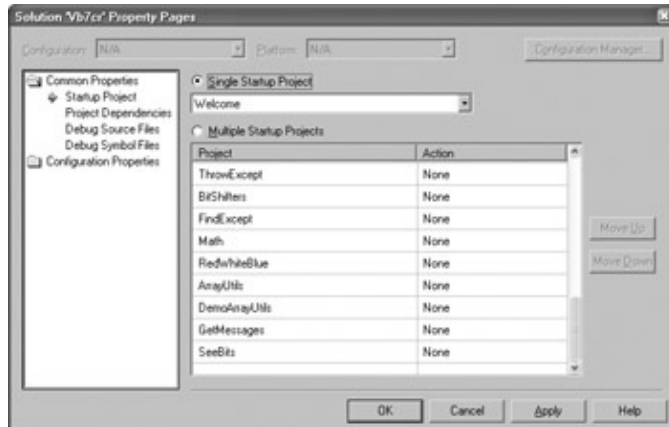 Solution 'Vb7cr' Property Pages
Configuration: N/A Platform: N/A Configuration Manager...
Common Properties
Startup Project
Project Dependencies
Debug Source Files
Debug Symbol Files
Configuration Properties
Single Startup Project
Welcome
Multiple Startup Projects
Project Action
ThrowExcept None
BitShifters None
FindExcept None
Math None
RedWhiteBlue None
ArrayUtils None
DemoArrayUtils None
GetMessages None
SeeBits None
Move Up
Move Down
OK Cancel Apply Help